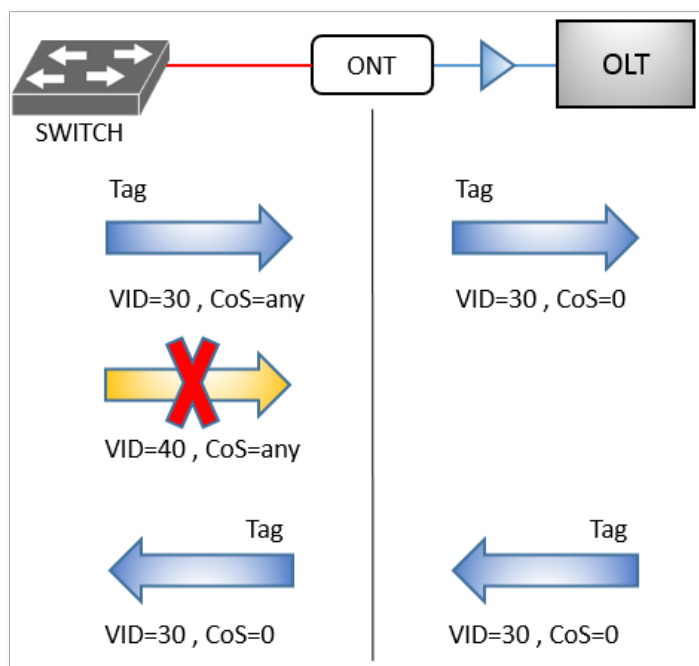 ONT
OLT
SWITCH
Tag
Tag
VID=30 , CoS=any
VID=30 , CoS=0
VID=40 , CoS=any
Tag
Tag
VID=30 , CoS=0
VID=30 , CoS=0